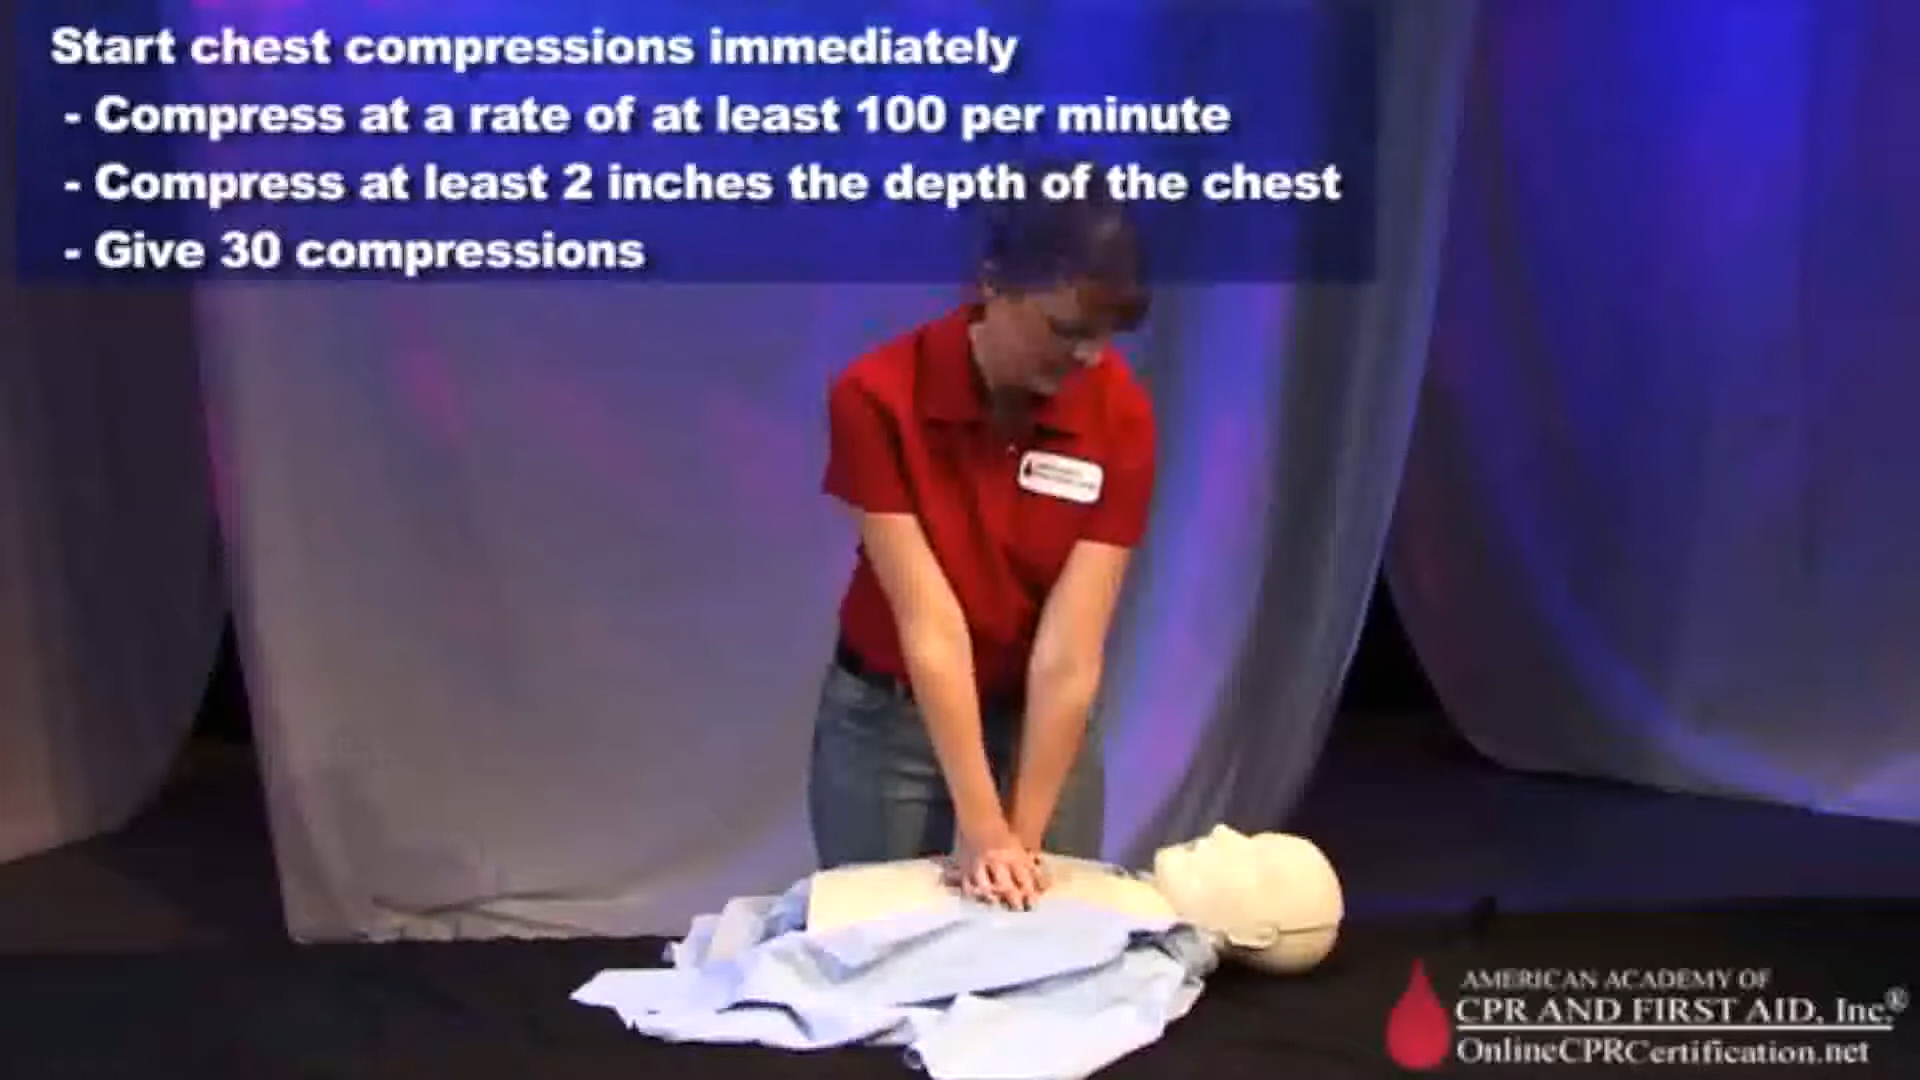 Start chest compressions immediately
- Compress at a rate of at least 100 per minute
- Compress at least 2 inches the depth of the chest
- Give 30 compressions
AMERICAN ACADEMY OF
CPR AND FIRST AID, Inc.®
OnlineCPRCertification.net